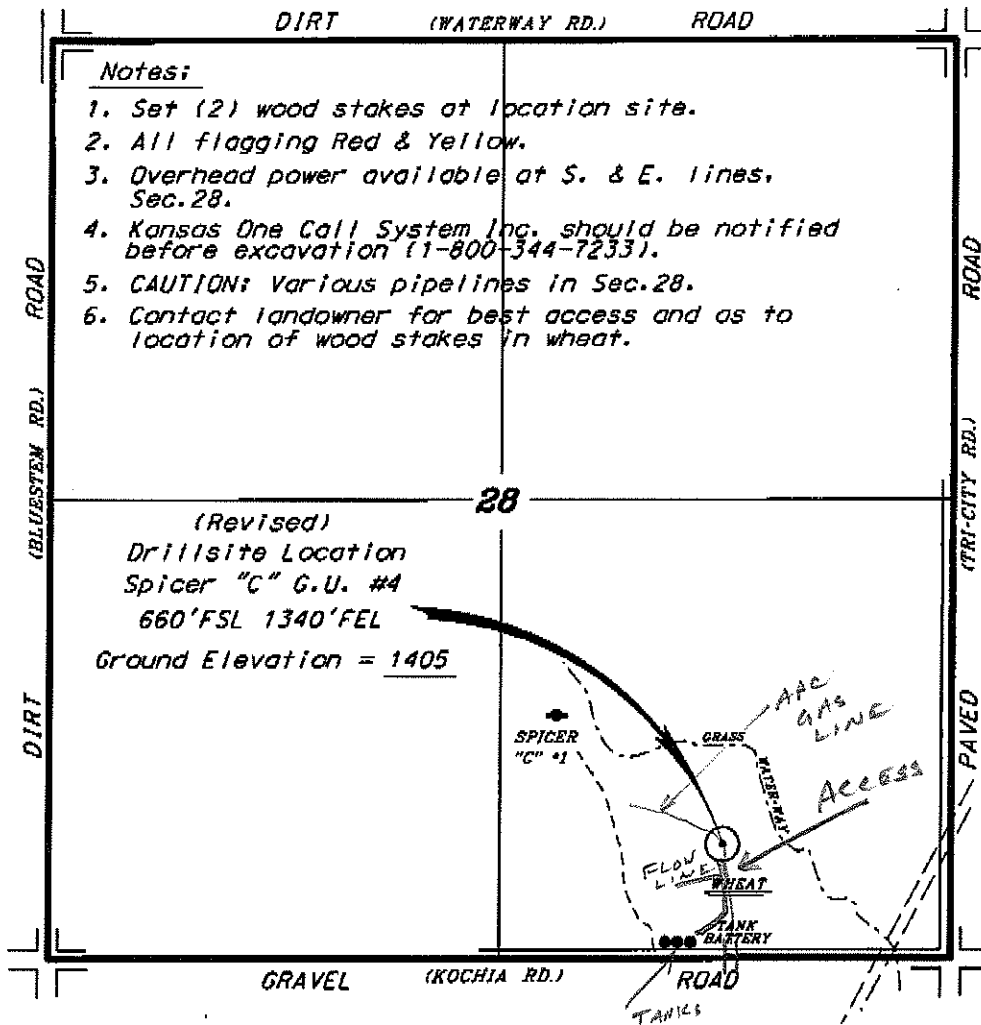 DIRT (WATERWAY RD.) ROAD
Notes:
1. Set (2) wood stakes at location site.
2. All flagging Red & Yellow.
3. Overhead power available at S. & E. lines,
Sec.28.
4. Kansas One Call System Inc. should be notified
before excavation (1-800-344-7233).
5. CAUTION: Various pipelines in Sec.28.
6. Contact landowner for best access and as to
location of wood stakes in wheat.
DIRT (BLUESTEM RD.) ROAD
PAVED (TRI-CITY RD.) ROAD
28
(Revised)
Drillsite Location
Spicer "C" G.U. #4
660'FSL 1340'FEL
Ground Elevation = 1405
SPICER
"C" #1
APC
GAS
LINE
GRASS
WATER-WAY
ACCESS
FLOW
LINE
WHEAT
TANK
BATTERY
GRAVEL (KOCHIA RD.) ROAD
TANKS